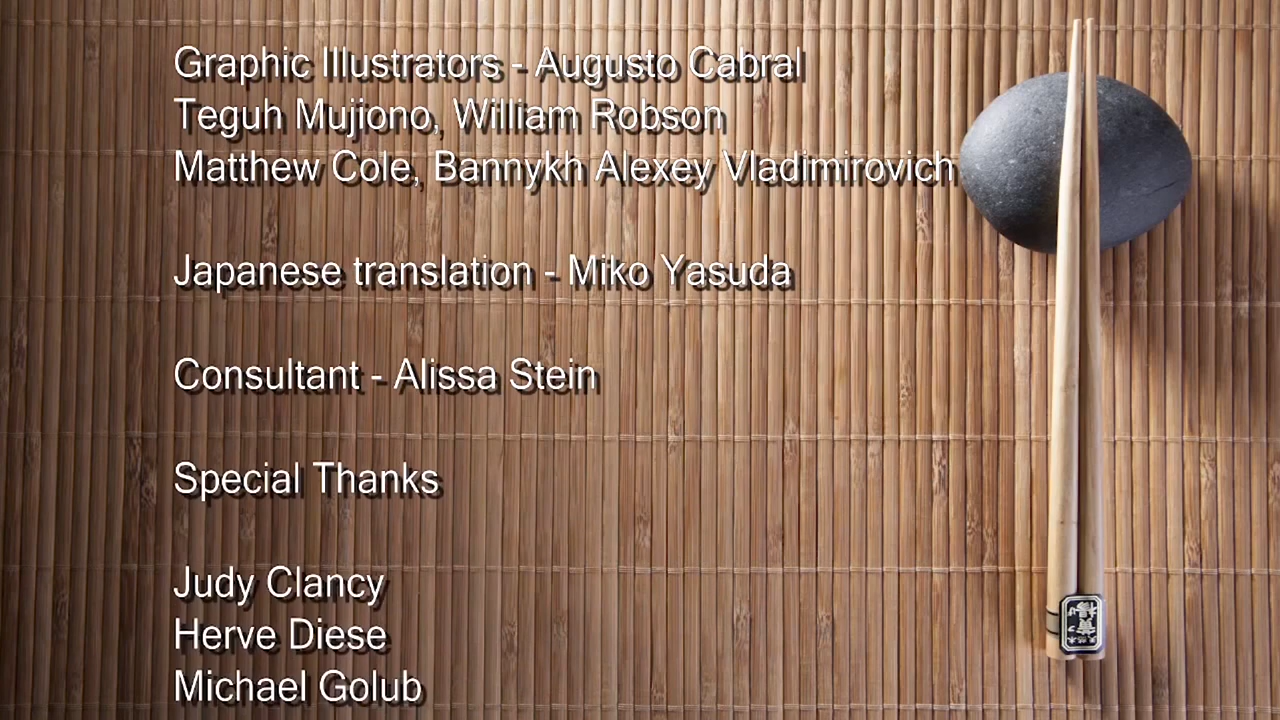 Graphic Illustrators - Augusto Cabral
Teguh Mujiono, William Robson
Matthew Cole, Bannykh Alexey Vladimirovich
Japanese translation - Miko Yasuda
Consultant - Alissa Stein
Special Thanks
Judy Clancy
Herve Diese
Michael Golub